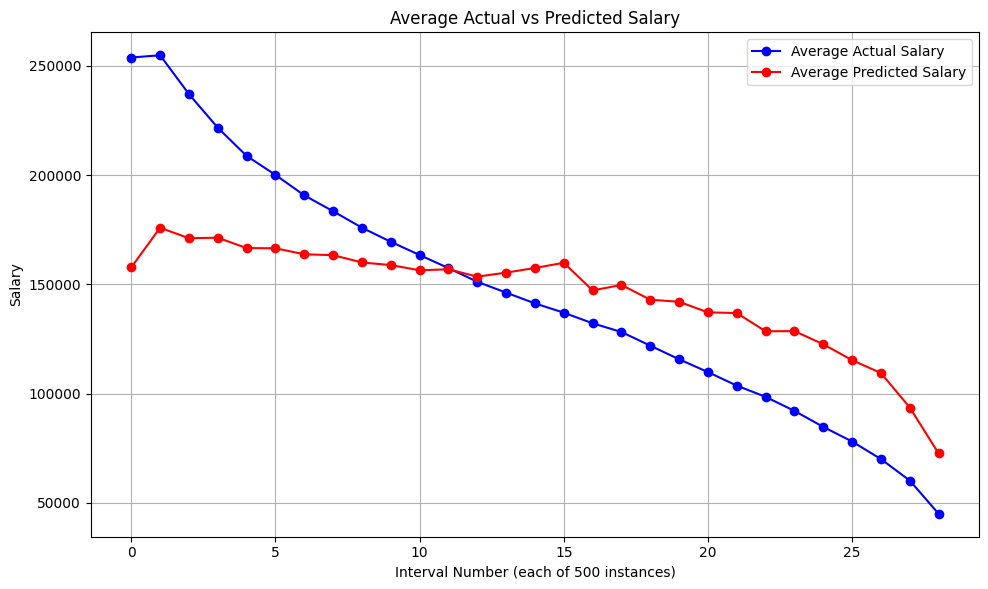 Average Actual vs Predicted Salary
Average Actual Salary
Average Predicted Salary
Salary
250000
200000
150000
100000
50000
0 5 10 15 20 25
Interval Number (each of 500 instances)